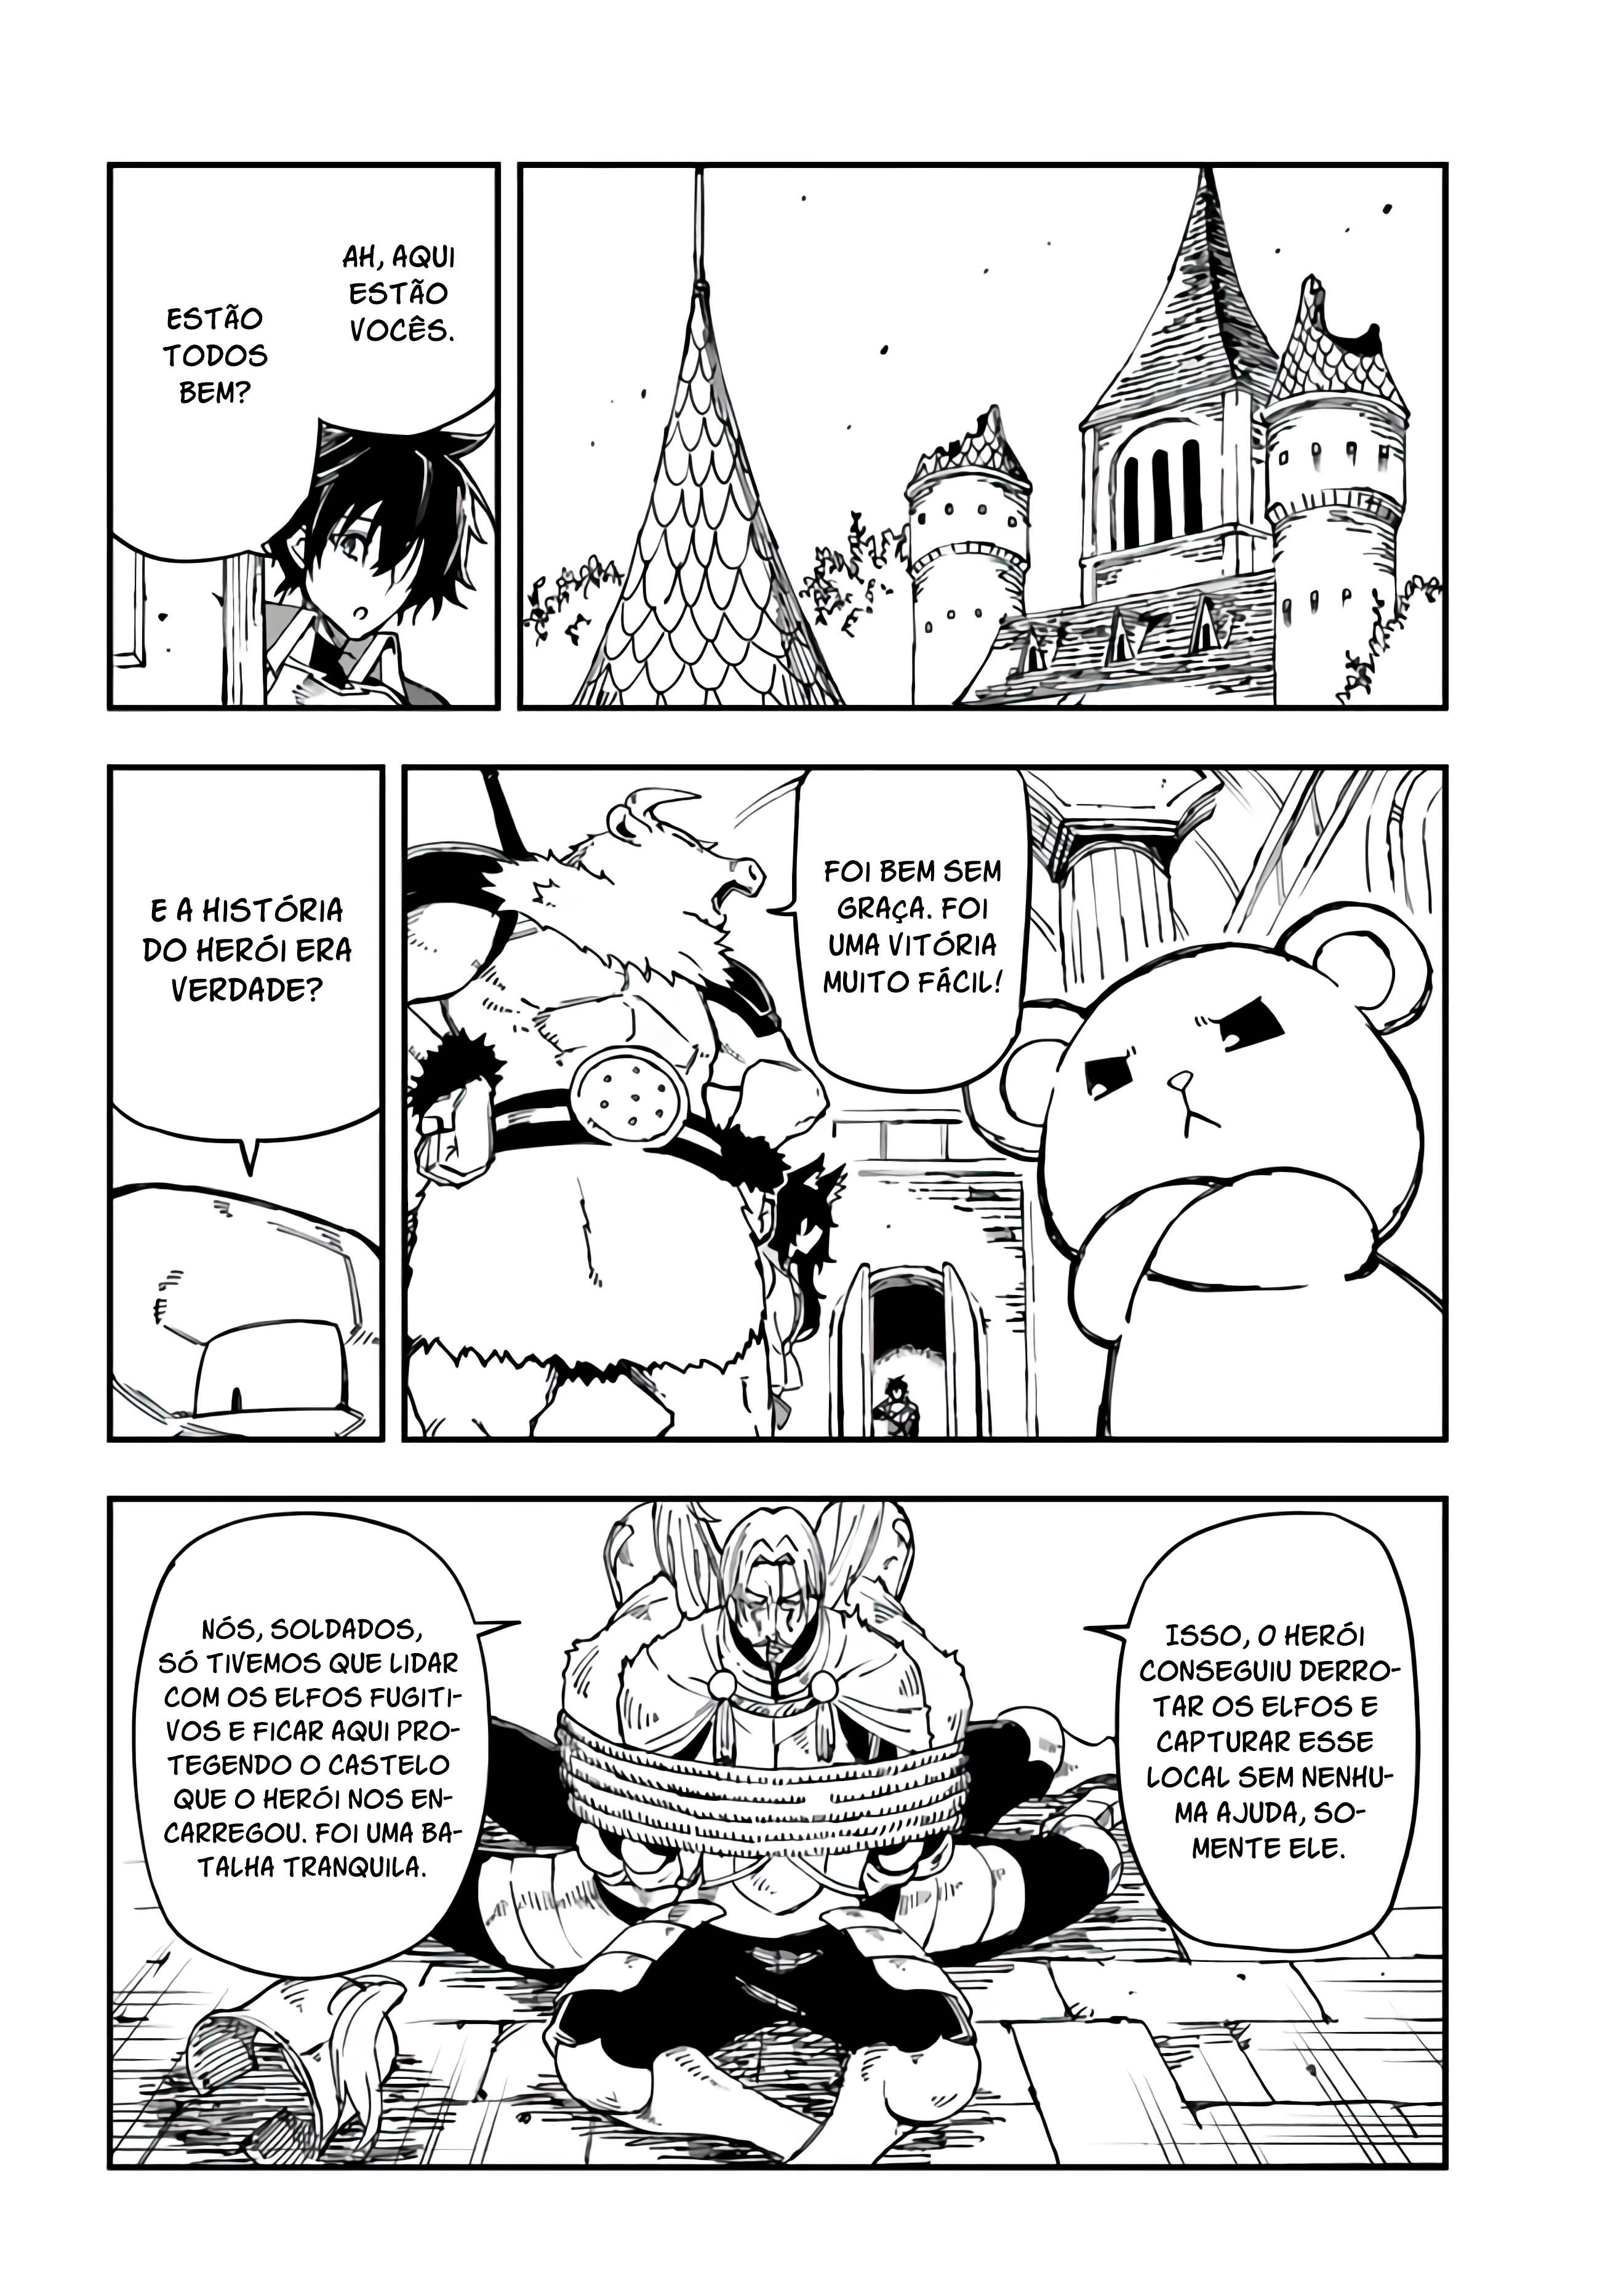 AH, AQUI
ESTÃO
VOCÊS.
ESTÃO
TODOS
BEM?
FOI BEM SEM
GRAÇA. FOI
UMA VITÓRIA
MUITO FÁCIL!
E A HISTÓRIA
DO HERÓI ERA
VERDADE?
ISSO, O HERÓI
CONSEGUIU DERRO-
TAR OS ELFOS E
CAPTURAR ESSE
LOCAL SEM NENHU-
MA AJUDA, SO-
MENTE ELE.
NÓS, SOLDADOS,
SÓ TIVEMOS QUE LIDAR
COM OS ELFOS FUGITI-
VOS E FICAR AQUI PRO-
TEGENDO O CASTELO
QUE O HERÓI NOS EN-
CARREGOU. FOI UMA BA-
TALHA TRANQUILA.